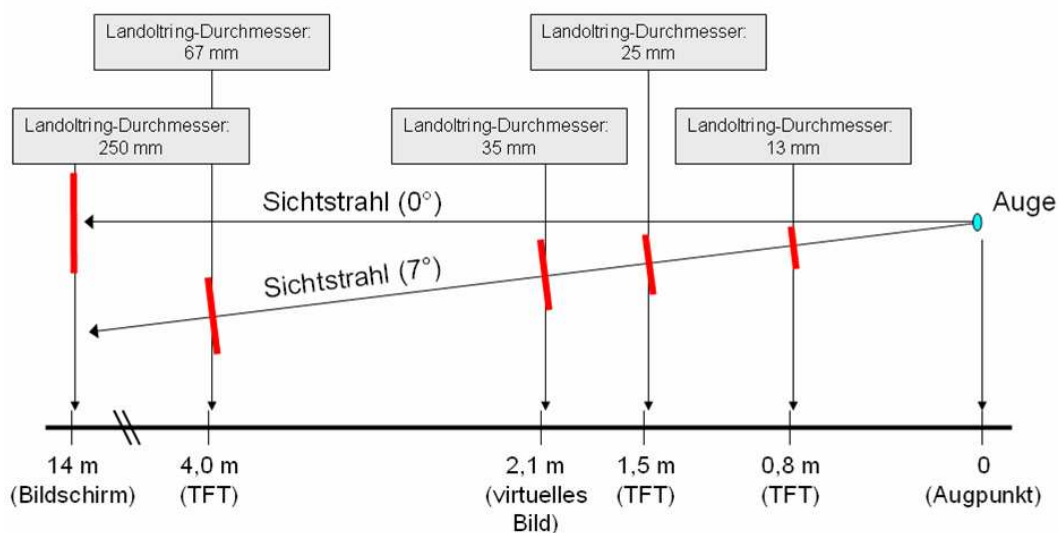 Landoltring-Durchmesser:
67 mm
Landoltring-Durchmesser:
25 mm
Landoltring-Durchmesser:
250 mm
Landoltring-Durchmesser:
35 mm
Landoltring-Durchmesser:
13 mm
Sichtstrahl (0°)
Auge
Sichtstrahl (7°)
14 m
(Bildschirm)
4,0 m
(TFT)
2,1 m
(virtuelles
Bild)
1,5 m
(TFT)
0,8 m
(TFT)
0
(Augpunkt)